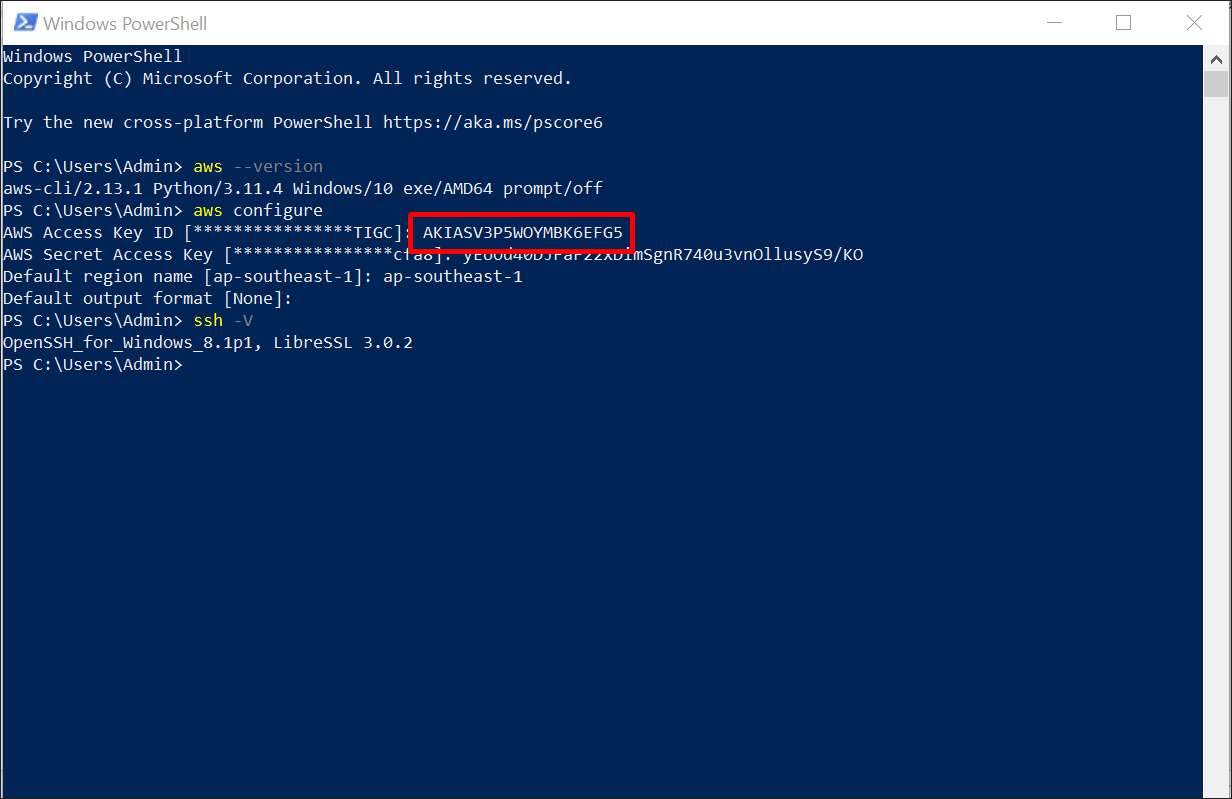 Windows PowerShell
Windows PowerShell
Copyright (C) Microsoft Corporation. All rights reserved.
Try the new cross-platform PowerShell https://aka.ms/pscore6
PS C:\Users\Admin> aws --version
aws-cli/2.13.1 Python/3.11.4 Windows/10 exe/AMD64 prompt/off
PS C:\Users\Admin> aws configure
AWS Access Key ID [****************TIGC]: AKIASV3P5WOYMBK6EFG5
AWS Secret Access Key
Default region name [ap-southeast-1]: ap-southeast-1
Default output format [None]:
PS C:\Users\Admin> ssh -V
OpenSSH_for_Windows_8.1p1, LibreSSL 3.0.2
PS C:\Users\Admin>